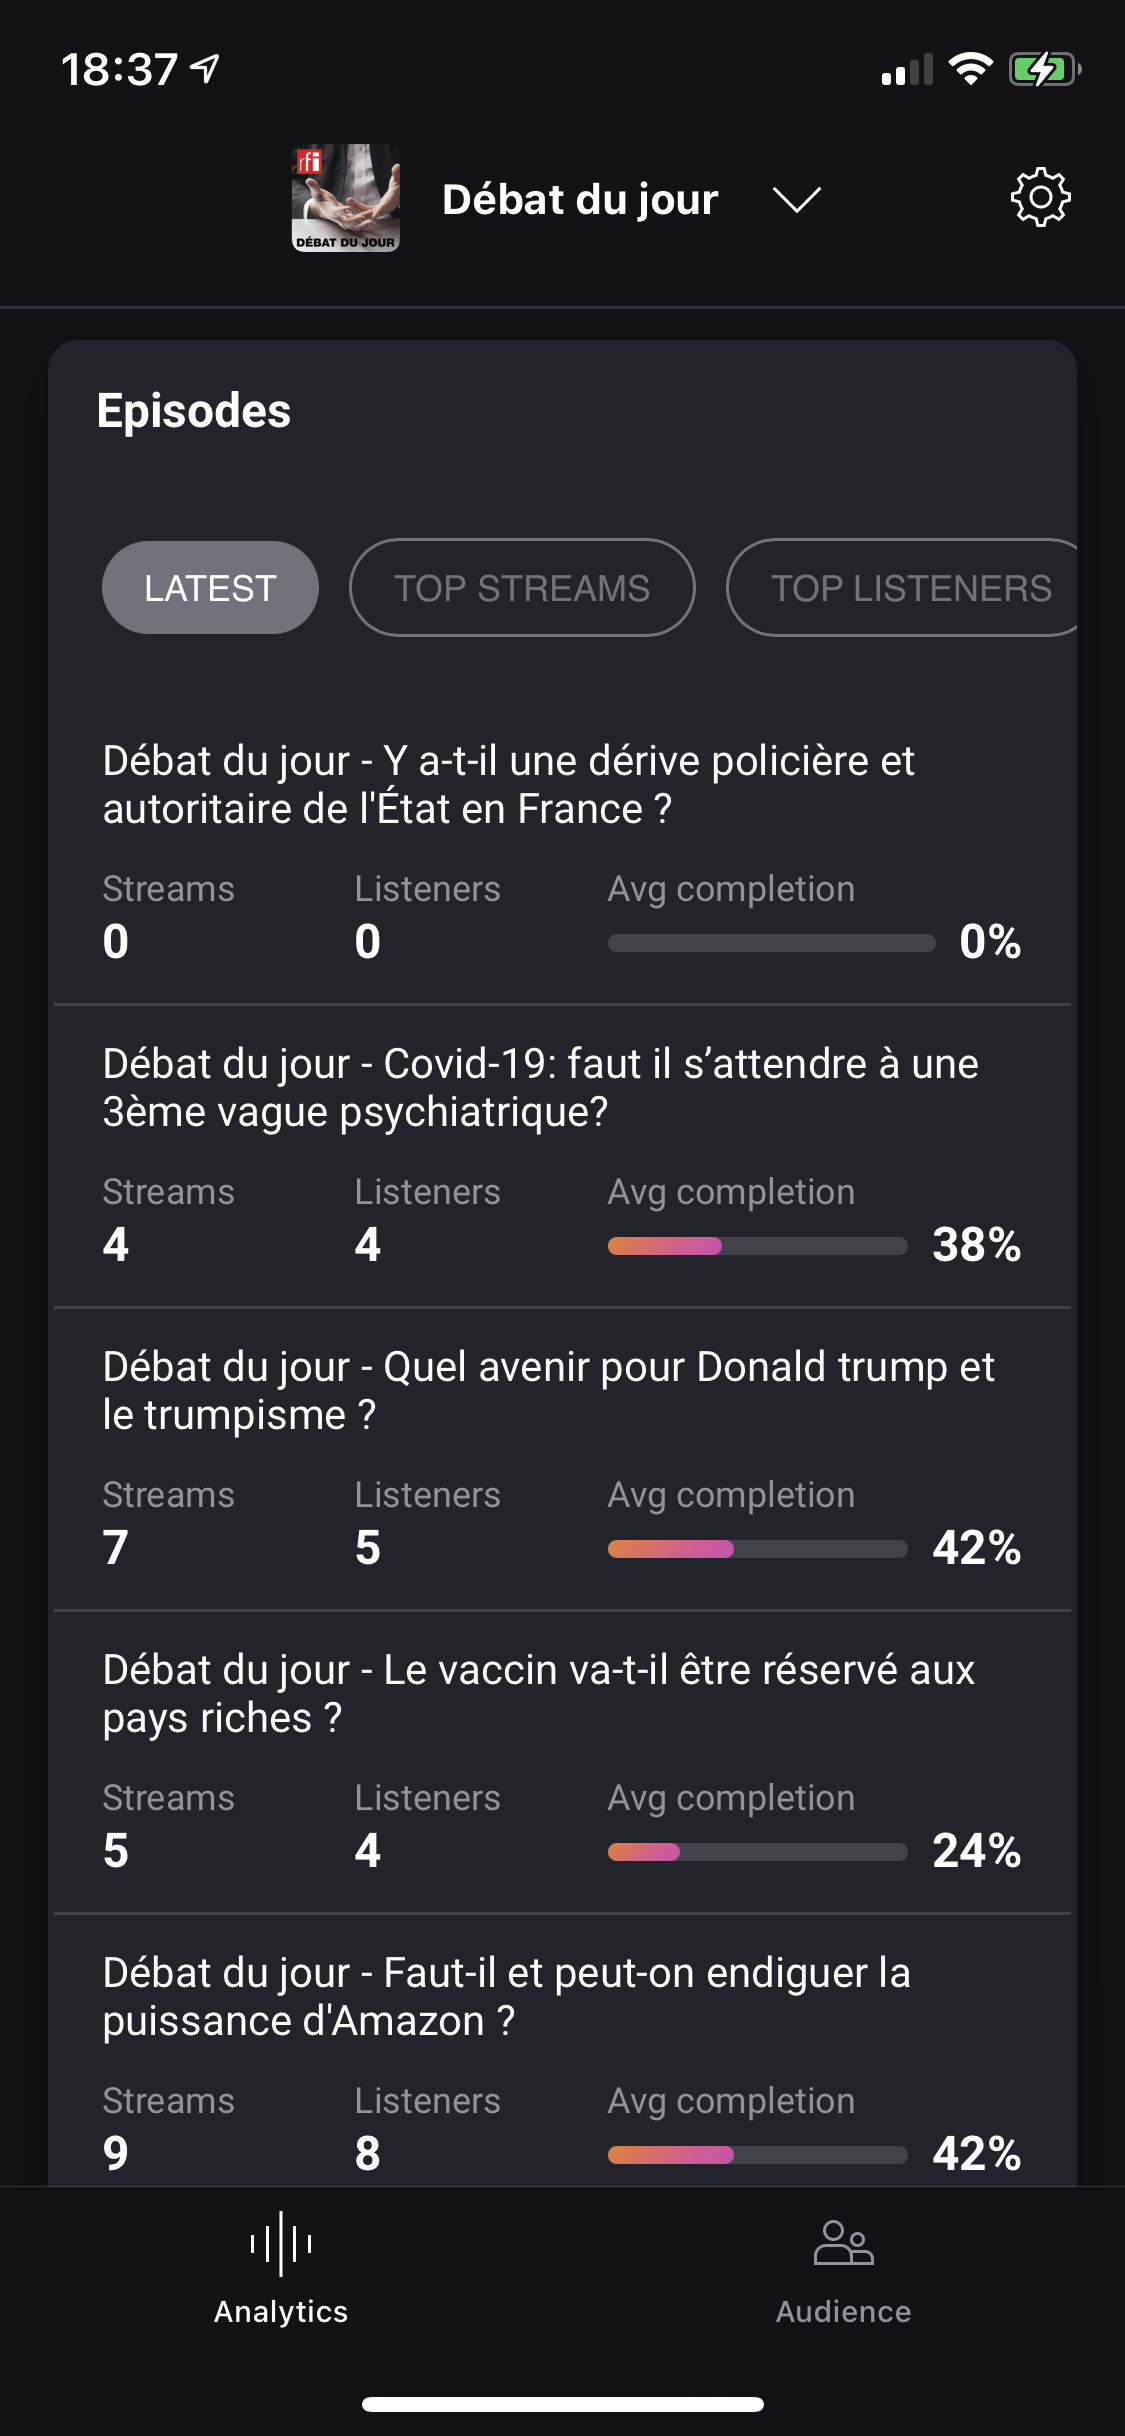 18:37
rfi
DÉBAT DU JOUR
Débat du jour
Episodes
LATEST
TOP STREAMS
TOP LISTENERS
Débat du jour - Y a-t-il une dérive policière et
autoritaire de l'État en France ?
Streams
Listeners
Avg completion
0
0
0%
Débat du jour - Covid-19: faut il s’attendre à une
3ème vague psychiatrique?
Streams
Listeners
Avg completion
4
4
38%
Débat du jour - Quel avenir pour Donald trump et
le trumpisme ?
Streams
Listeners
Avg completion
7
5
42%
Débat du jour - Le vaccin va-t-il être réservé aux
pays riches ?
Streams
Listeners
Avg completion
5
4
24%
Débat du jour - Faut-il et peut-on endiguer la
puissance d'Amazon ?
Streams
Listeners
Avg completion
9
8
42%
Analytics
Audience